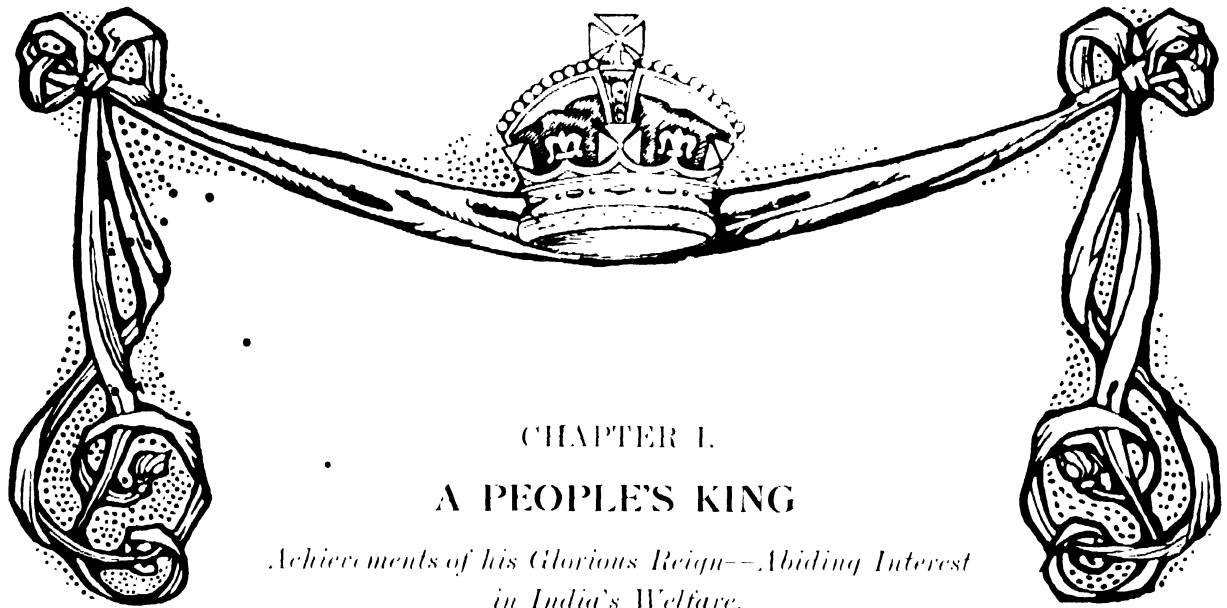 CHAPTER I.
A PEOPLE'S KING
Achievements of his Glorious Reign--Abiding Interest
in India's Welfare.